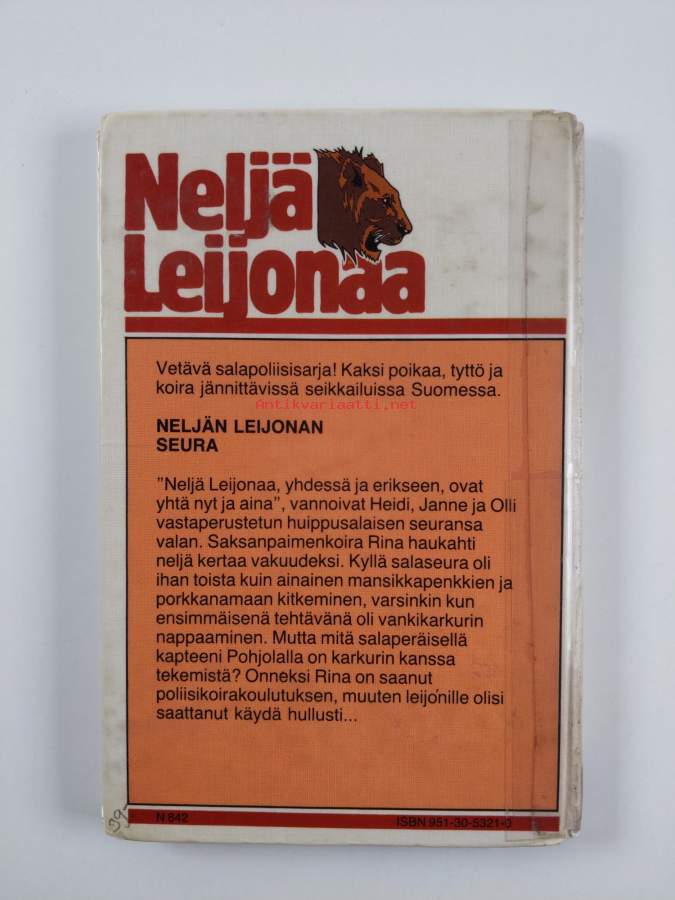 Neljä
Leijonaa
Vetävä salapoliisisarja! Kaksi poikaa, tyttö ja
koira jännittävissä seikkailuissa Suomessa.
Antikvariaatti.net
NELJÄN LEIJONAN
SEURA
”Neljä Leijonaa, yhdessä ja erikseen, ovat
yhtä nyt ja aina”, vannoivat Heidi, Janne ja Olli
vastaperustetun huippusalaisen seuransa
valan. Saksanpaimenkoira Rina haukahti
neljä kertaa vakuudeksi. Kyllä salaseura oli
ihan toista kuin ainainen mansikkapenkkien ja
porkkanamaan kitkeminen, varsinkin kun
ensimmäisenä tehtävänä oli vankikarkurin
nappaaminen. Mutta mitä salaperäisellä
kapteeni Pohjolalla on karkurin kanssa
tekemistä? Onneksi Rina on saanut
poliisikoirakoulutuksen, muuten leijonille olisi
saattanut käydä hullusti...
39-
N 842
ISBN 951-30-5321-0